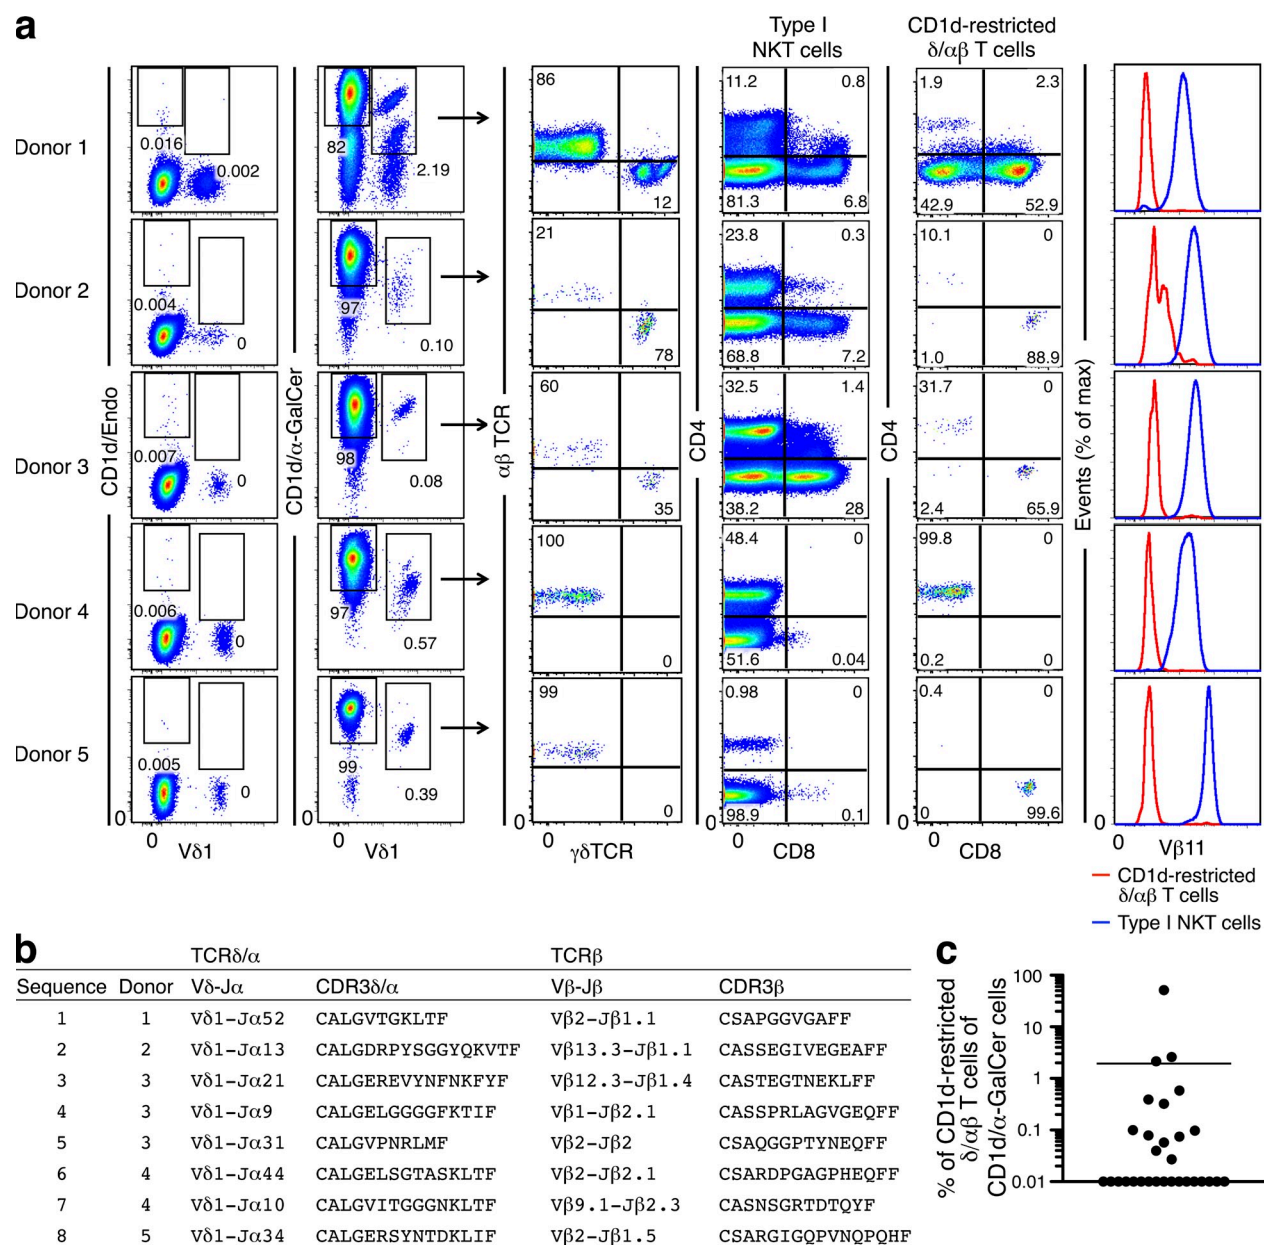 a
Type I
NKT cells
CD1d-restricted
δ/αβ T cells
Donor 1
0.016
0.002
82
2.19
86
12
11.2
0.8
81.3
6.8
1.9
2.3
42.9
52.9
Donor 2
0.004
0
97
0.10
21
78
23.8
0.3
68.8
7.2
10.1
0
1.0
88.9
Donor 3
0.007
0
98
0.08
60
35
32.5
1.4
38.2
28
31.7
0
2.4
65.9
Donor 4
0.006
0
97
0.57
100
0
48.4
0
51.6
0.04
99.8
0
0.2
0
Donor 5
0.005
0
99
0.39
99
0
0.98
0
98.9
0.1
0.4
0
0
99.6
CD1d/Endo
CD1d/α-GalCer
αβ TCR
CD4
CD4
Events (% of max)
0
0
0
0
0
0 0 0 0 0 0
Vδ1
Vδ1
γδTCR
CD8
CD8
Vβ11
CD1d-restricted
δ/αβ T cells
Type I NKT cells
b
TCRδ/α TCRβ
Sequence Donor Vδ-Jα CDR3δ/α Vβ-Jβ CDR3β
1 1 Vδ1-Jα52 CALGVTGKLTF Vβ2-Jβ1.1 CSAPGGVGAFF
2 2 Vδ1-Jα13 CALGDRPYSGGYQKVTF Vβ13.3-Jβ1.1 CASSEGIVEGEAFF
3 3 Vδ1-Jα21 CALGEREVYNFNKFYF Vβ12.3-Jβ1.4 CASTEGTNEKLFF
4 3 Vδ1-Jα9 CALGELGGGGFKTIF Vβ1-Jβ2.1 CASSPRLAGVGEQFF
5 3 Vδ1-Jα31 CALGVPNRLMF Vβ2-Jβ2 CSAQGGPTYNEQFF
6 4 Vδ1-Jα44 CALGELSGTASKLTF Vβ2-Jβ2.1 CSARDPGAGPHEQFF
7 4 Vδ1-Jα10 CALGVITGGGNKLTF Vβ9.1-Jβ2.3 CASNSGRTDTQYF
8 5 Vδ1-Jα34 CALGERSYNTDKLIF Vβ2-Jβ1.5 CSARGIGQPVNQPQHF
c
% of CD1d-restricted
δ/αβ T cells of
CD1d/α-GalCer cells
100
10
1
0.1
0.01